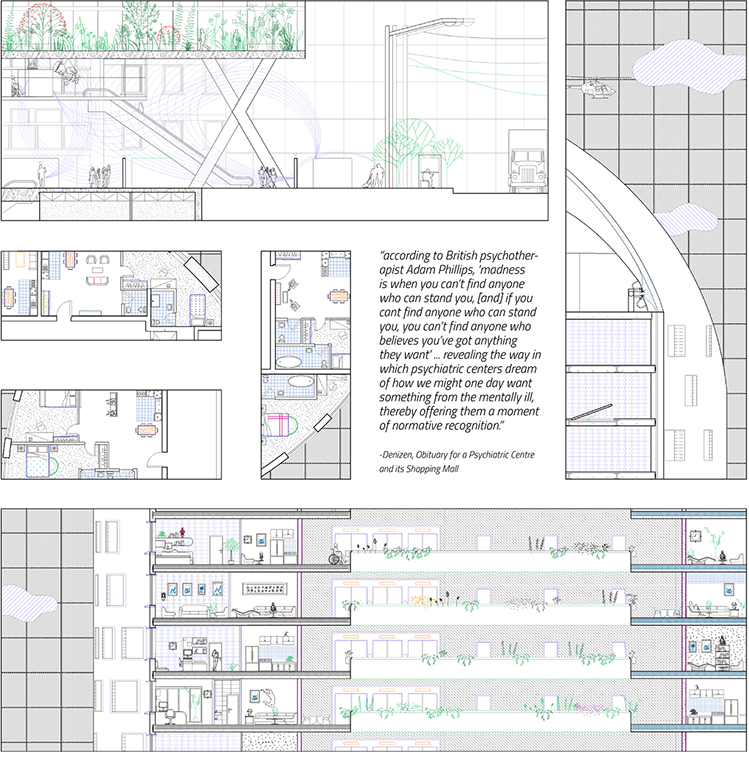 "according to British psychother-
apist Adam Phillips, 'madness
is when you can't find anyone
who can stand you, [and] if you
cant find anyone who can stand
you, you can't find anyone who
believes you've got anything
they want' ... revealing the way in
which psychiatric centers dream
of how we might one day want
something from the mentally ill,
thereby offering them a moment
of normative recognition."
-Denizen, Obituary for a Psychiatric Centre
and its Shopping Mall